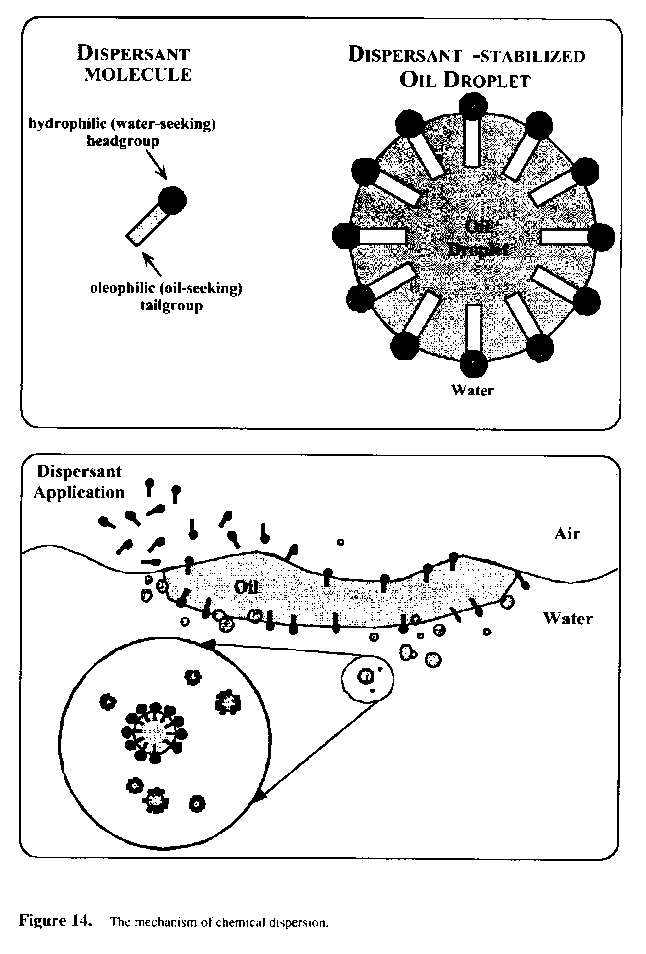 DISPERSANT
MOLECULE
DISPERSANT -STABILIZED
OIL DROPLET
hydrophilic (water-seeking)
headgroup
oleophilic (oil-seeking)
tailgroup
Oil
Droplet
Water
Dispersant
Application
Air
Oil
Water
Figure 14. The mechanism of chemical dispersion.